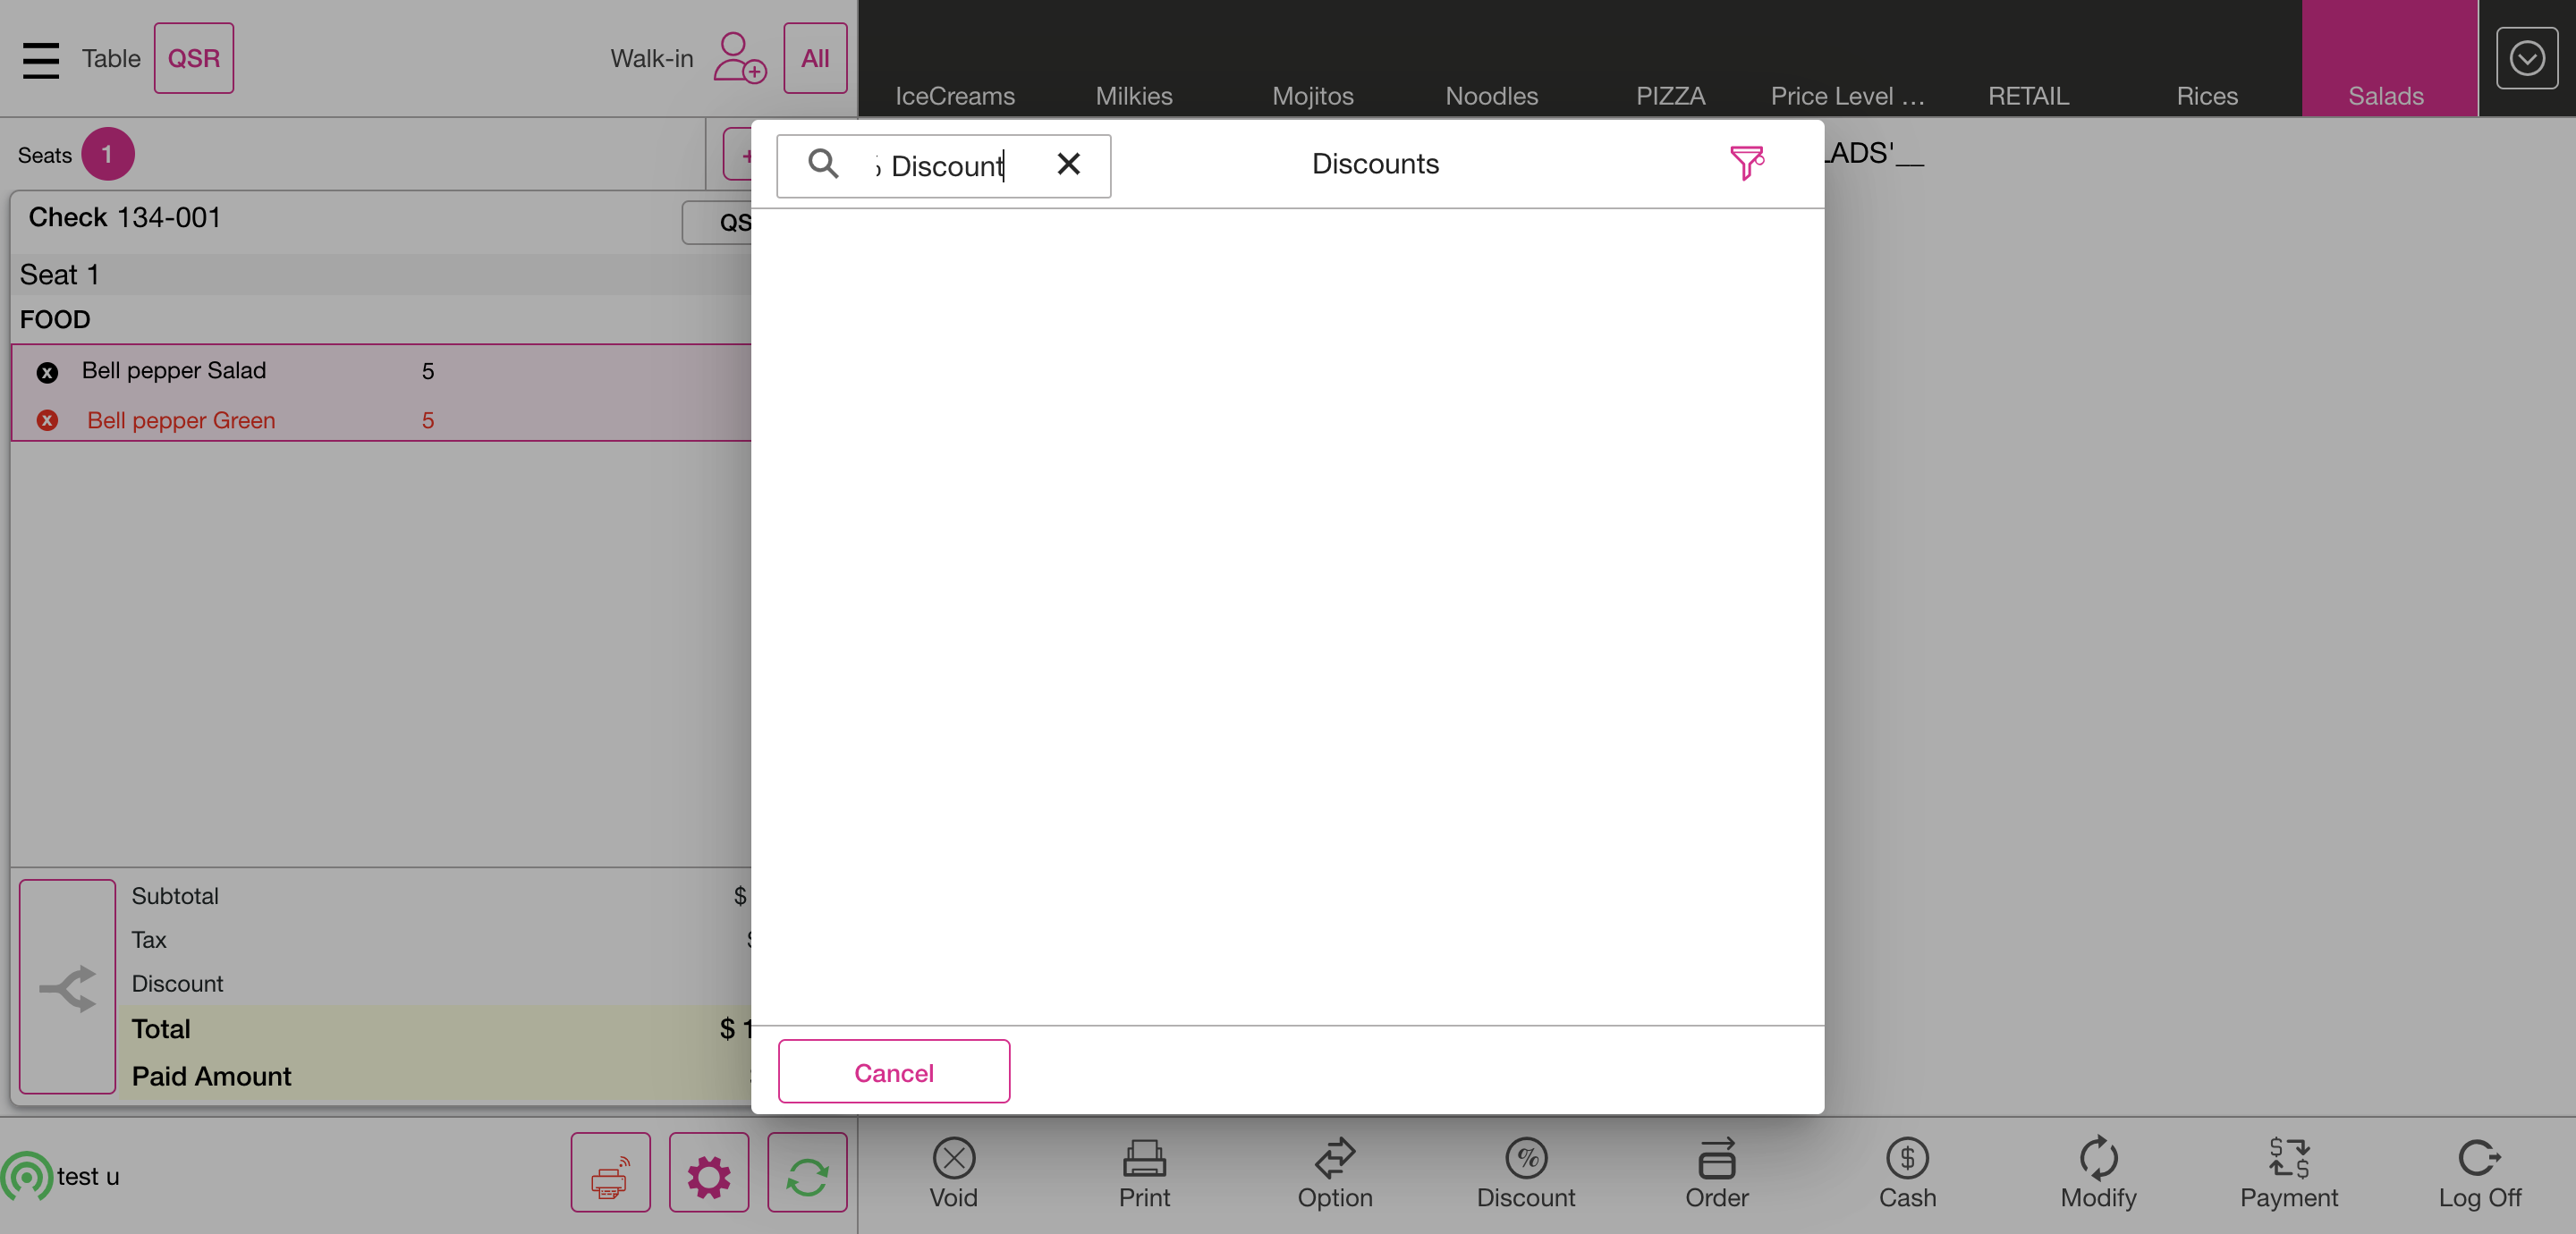 Table QSR Walk-in All
IceCreams Milkies Mojitos Noodles PIZZA Price Level ... RETAIL Rices Salads
Seats 1 +
% Discount Discounts
LADS'__
Check 134-001 QS
Seat 1
FOOD
Bell pepper Salad 5
Bell pepper Green 5
Subtotal $
Tax
Discount
Total $ 1
Paid Amount
Cancel
test u
Void Print Option Discount Order Cash Modify Payment Log Off